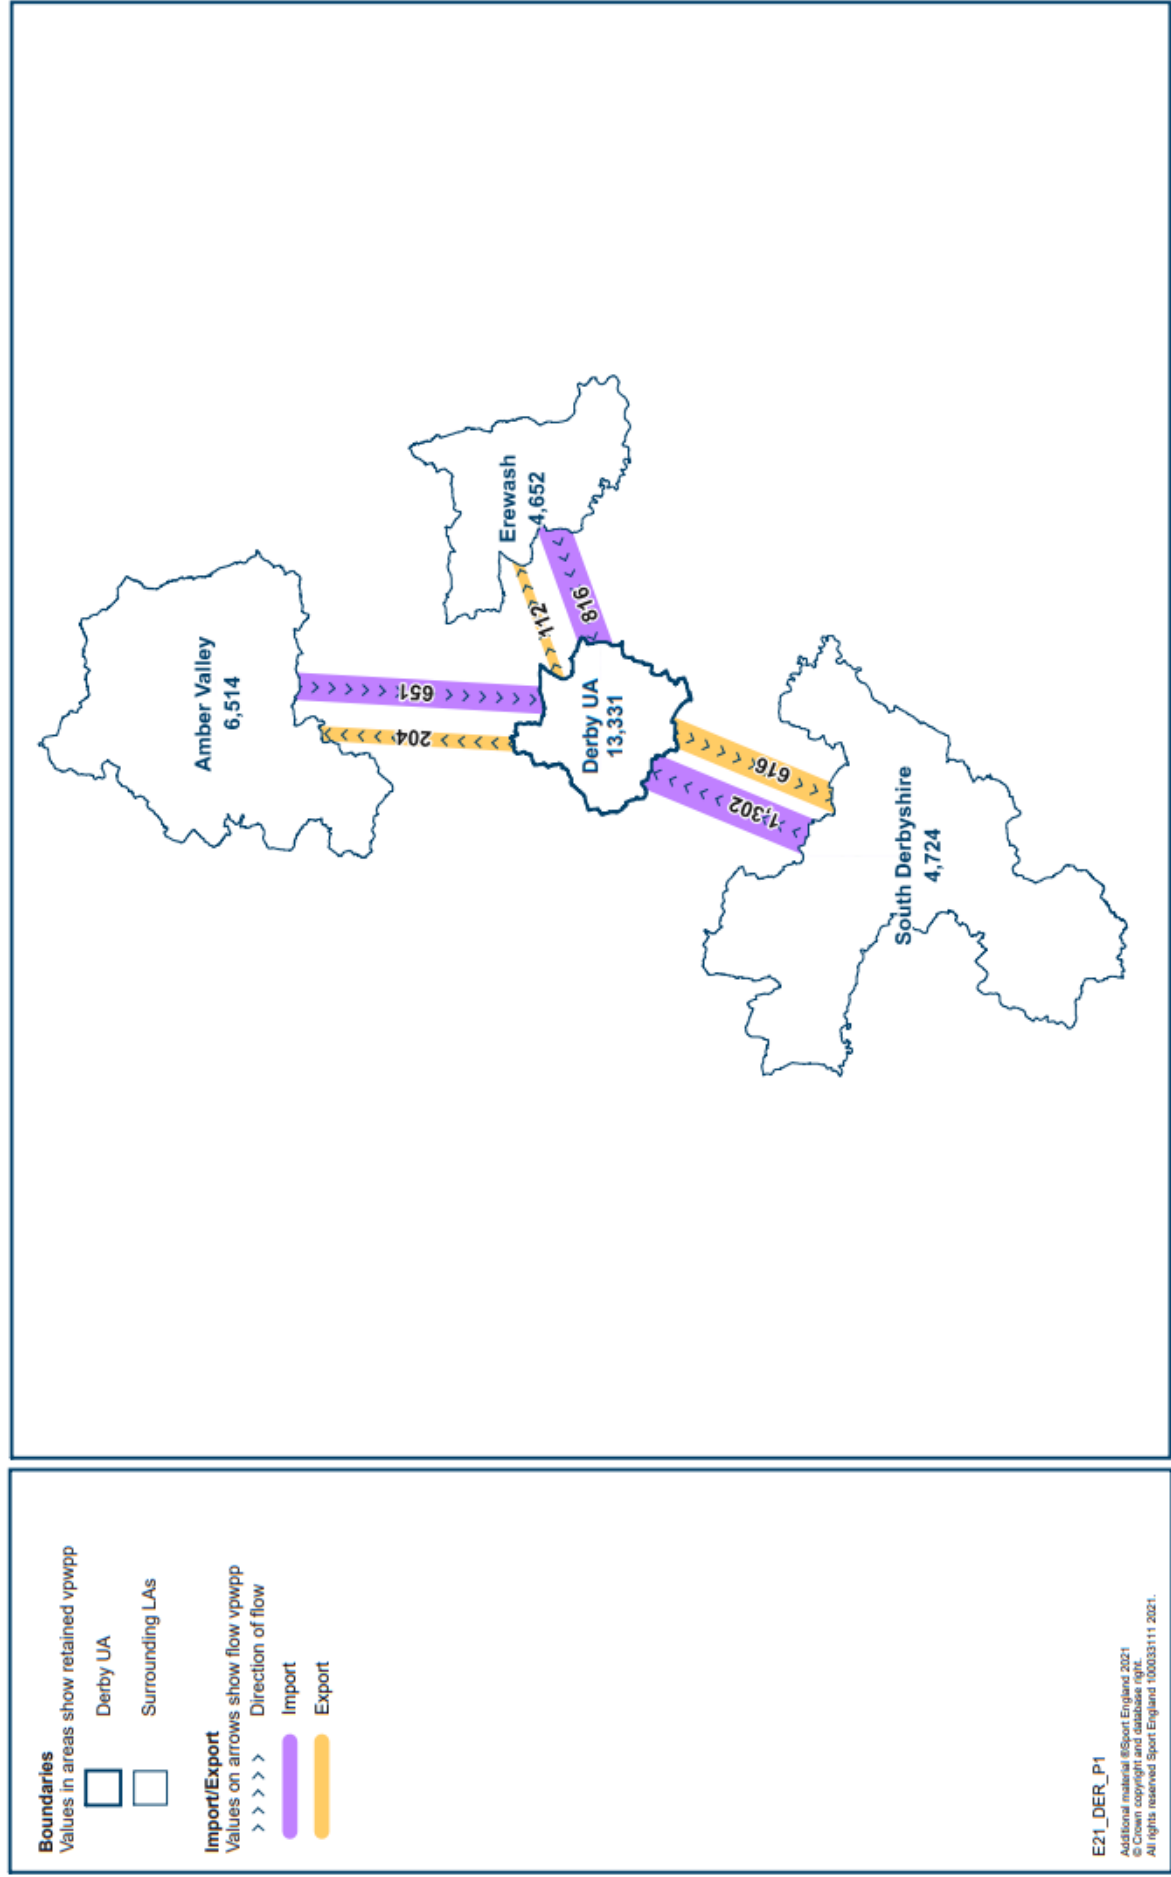 Boundaries
Values in areas show retained vpwpp
Derby UA
Surrounding LAs
Import/Export
Values on arrows show flow vpwpp
Direction of flow
Import
Export
E21_DER_P1
Additional material ©Sport England 2021
© Crown copyright and database right.
All rights reserved Sport England 100033111 2021.
Amber Valley
6,514
651
204
Erewash
4,652
112
816
Derby UA
13,331
1,302
616
South Derbyshire
4,724